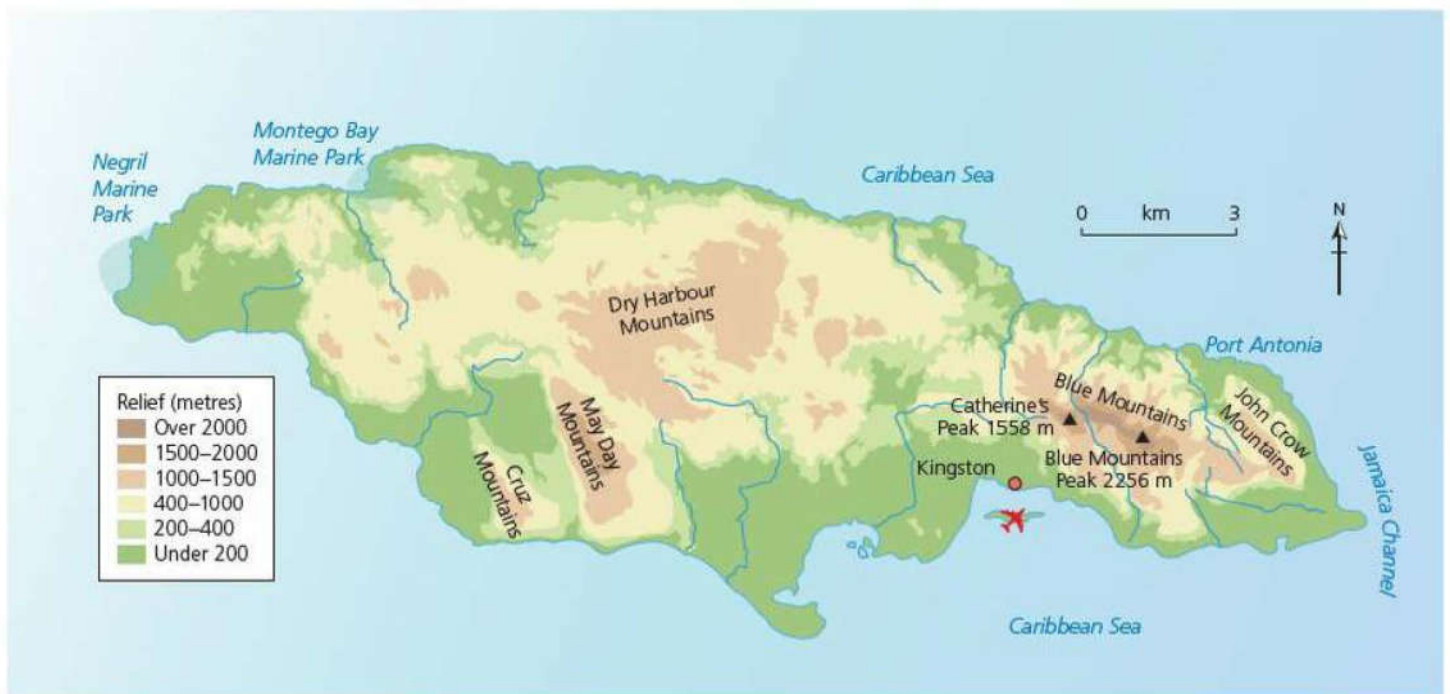 Negril
Marine
Park
Montego Bay
Marine Park
Caribbean Sea
0 km 3
N
Dry Harbour
Mountains
Port Antonia
Relief (metres)
Over 2000
1500–2000
1000–1500
400–1000
200–400
Under 200
Cruz
Mountains
May Day
Mountains
Catherine's
Peak 1558 m
Blue Mountains
John Crow
Mountains
Kingston
Blue Mountains
Peak 2256 m
Jamaica Channel
Caribbean Sea